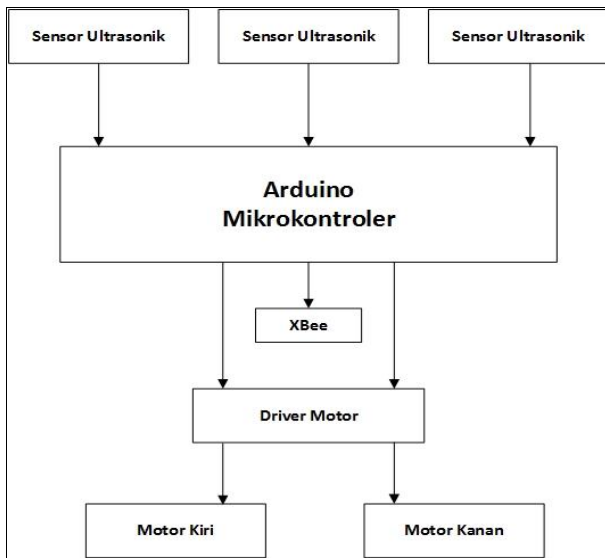 Sensor Ultrasonik
Sensor Ultrasonik
Sensor Ultrasonik
Arduino
Mikrokontroler
XBee
Driver Motor
Motor Kiri
Motor Kanan